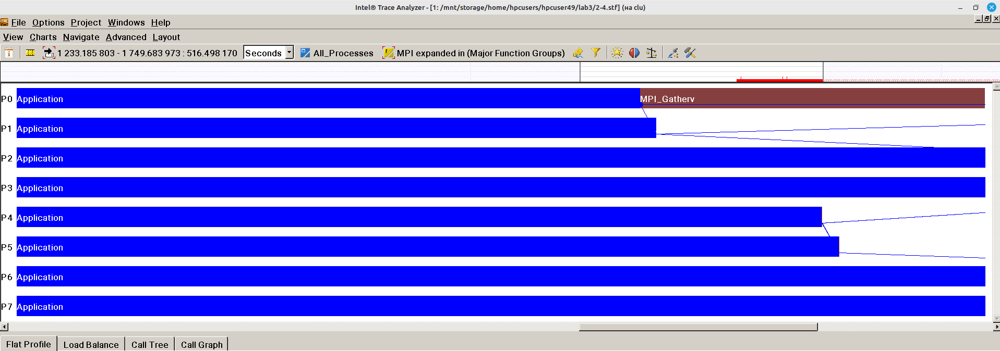 Intel® Trace Analyzer - [1: /mnt/storage/home/hpcusers/hpcuser49/lab3/2-4.stf] (на clu)
File Options Project Windows Help
View Charts Navigate Advanced Layout
1 233.185 803 - 1 749.683 973 : 516.498 170 Seconds All_Processes MPI expanded in (Major Function Groups)
P0 Application MPI_Gatherv
P1 Application
P2 Application
P3 Application
P4 Application
P5 Application
P6 Application
P7 Application
Flat Profile Load Balance Call Tree Call Graph